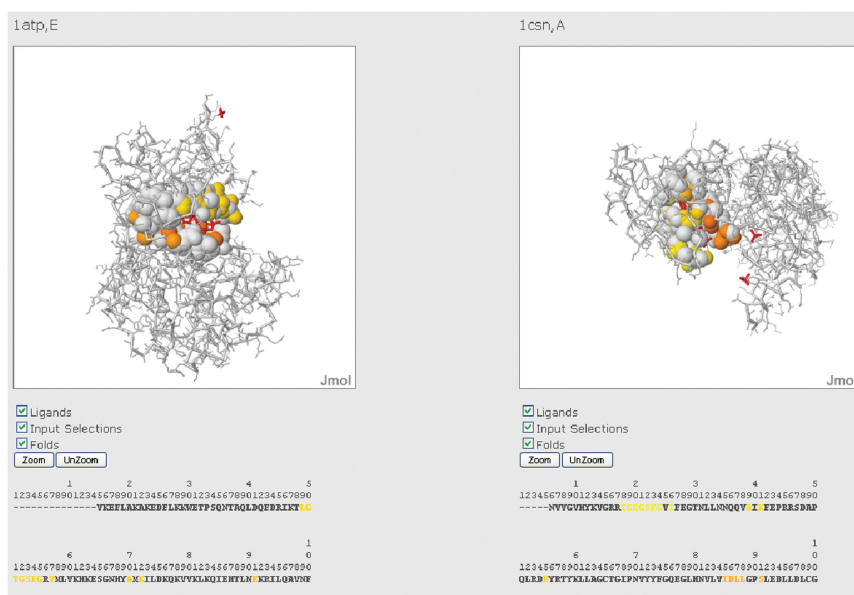 1atp,E
Jmol
Ligands
Input Selections
Folds
Zoom UnZoom
1 2 3 4 5
12345678901234567890123456789012345678901234567890
--------------VKEFLAKAKEDFLKKWETPSQNTAQLDQFDRIKTLG
1
6 7 8 9 0
12345678901234567890123456789012345678901234567890
TGSFGRVMLVKHKESGNHYAMKILDKQKVVKLKQIEHTLNEKRILQAVNF
1csn,A
Jmo
Ligands
Input Selections
Folds
Zoom UnZoom
1 2 3 4 5
12345678901234567890123456789012345678901234567890
-----NVVGVHYKVGRRIGEGSFGVIFEGTNLLNNQQVAIKFEPRRSDAP
1
6 7 8 9 0
12345678901234567890123456789012345678901234567890
QLRDEYRTYKLLAGCTGIPNVYYFGQEGLHNVLVIDLLGPSLEDLLDLCG